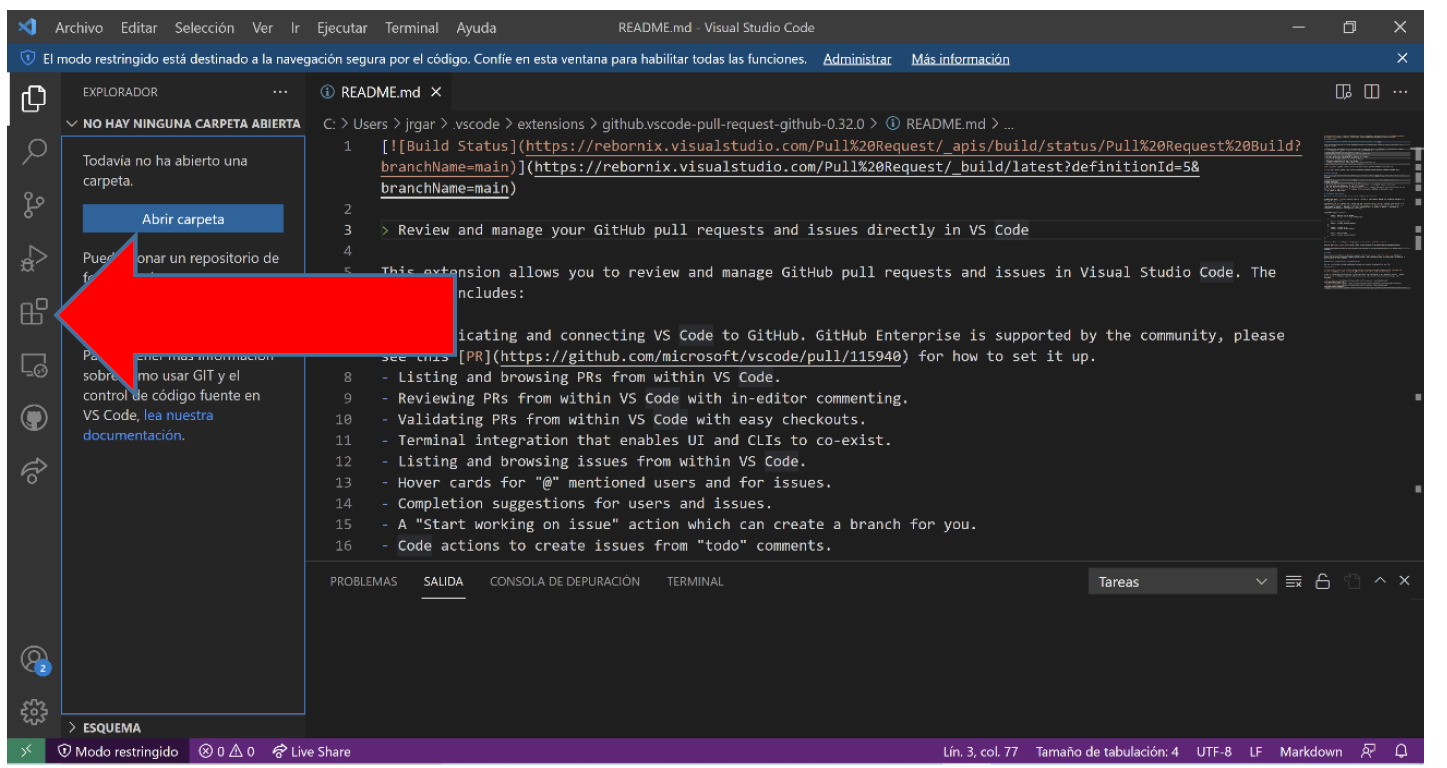 Archivo Editar Selección Ver Ir Ejecutar Terminal Ayuda README.md - Visual Studio Code
El modo restringido está destinado a la navegación segura por el código. Confíe en esta ventana para habilitar todas las funciones. Administrar Más información
EXPLORADOR
NO HAY NINGUNA CARPETA ABIERTA
Todavía no ha abierto una
carpeta.
Abrir carpeta
onar un repositorio de
sobre
mo usar GIT y el
control de código fuente en
VS Code, lea nuestra
documentación.
ESQUEMA
README.md
C: > Users > jrgar > .vscode > extensions > github.vscode-pull-request-github-0.32.0 > README.md > ...
1 [![Build Status](https://rebornix.visualstudio.com/Pull%20Request/_apis/build/status/Pull%20Request%20Build?
branchName=main)](https://rebornix.visualstudio.com/Pull%20Request/_build/latest?definitionId=5&
branchName=main)
2
3 > Review and manage your GitHub pull requests and issues directly in VS Code
4
5 This extension allows you to review and manage GitHub pull requests and issues in Visual Studio Code. The
ncludes:
icating and connecting VS Code to GitHub. GitHub Enterprise is supported by the community, please
see this [PR](https://github.com/microsoft/vscode/pull/115940) for how to set it up.
8 - Listing and browsing PRs from within VS Code.
9 - Reviewing PRs from within VS Code with in-editor commenting.
10 - Validating PRs from within VS Code with easy checkouts.
11 - Terminal integration that enables UI and CLIs to co-exist.
12 - Listing and browsing issues from within VS Code.
13 - Hover cards for "@" mentioned users and for issues.
14 - Completion suggestions for users and issues.
15 - A "Start working on issue" action which can create a branch for you.
16 - Code actions to create issues from "todo" comments.
PROBLEMAS SALIDA CONSOLA DE DEPURACIÓN TERMINAL Tareas
2
Modo restringido 0 0 Live Share Lín. 3, col. 77 Tamaño de tabulación: 4 UTF-8 LF Markdown